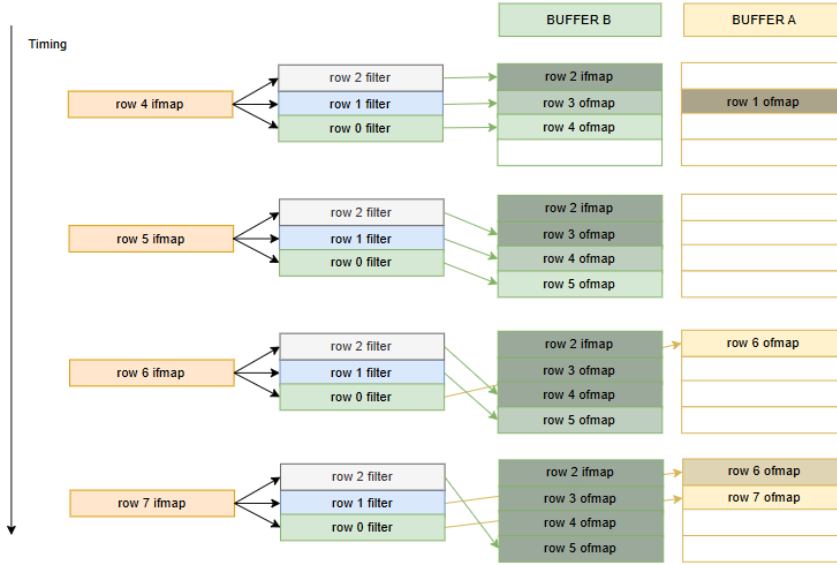 BUFFER B
BUFFER A
Timing
row 4 ifmap
row 2 filter
row 1 filter
row 0 filter
row 2 ifmap
row 3 ofmap
row 4 ofmap
row 1 ofmap
row 5 ifmap
row 2 filter
row 1 filter
row 0 filter
row 2 ifmap
row 3 ofmap
row 4 ofmap
row 5 ofmap
row 6 ifmap
row 2 filter
row 1 filter
row 0 filter
row 2 ifmap
row 3 ofmap
row 4 ofmap
row 5 ofmap
row 6 ofmap
row 7 ifmap
row 2 filter
row 1 filter
row 0 filter
row 2 ifmap
row 3 ofmap
row 4 ofmap
row 5 ofmap
row 6 ofmap
row 7 ofmap